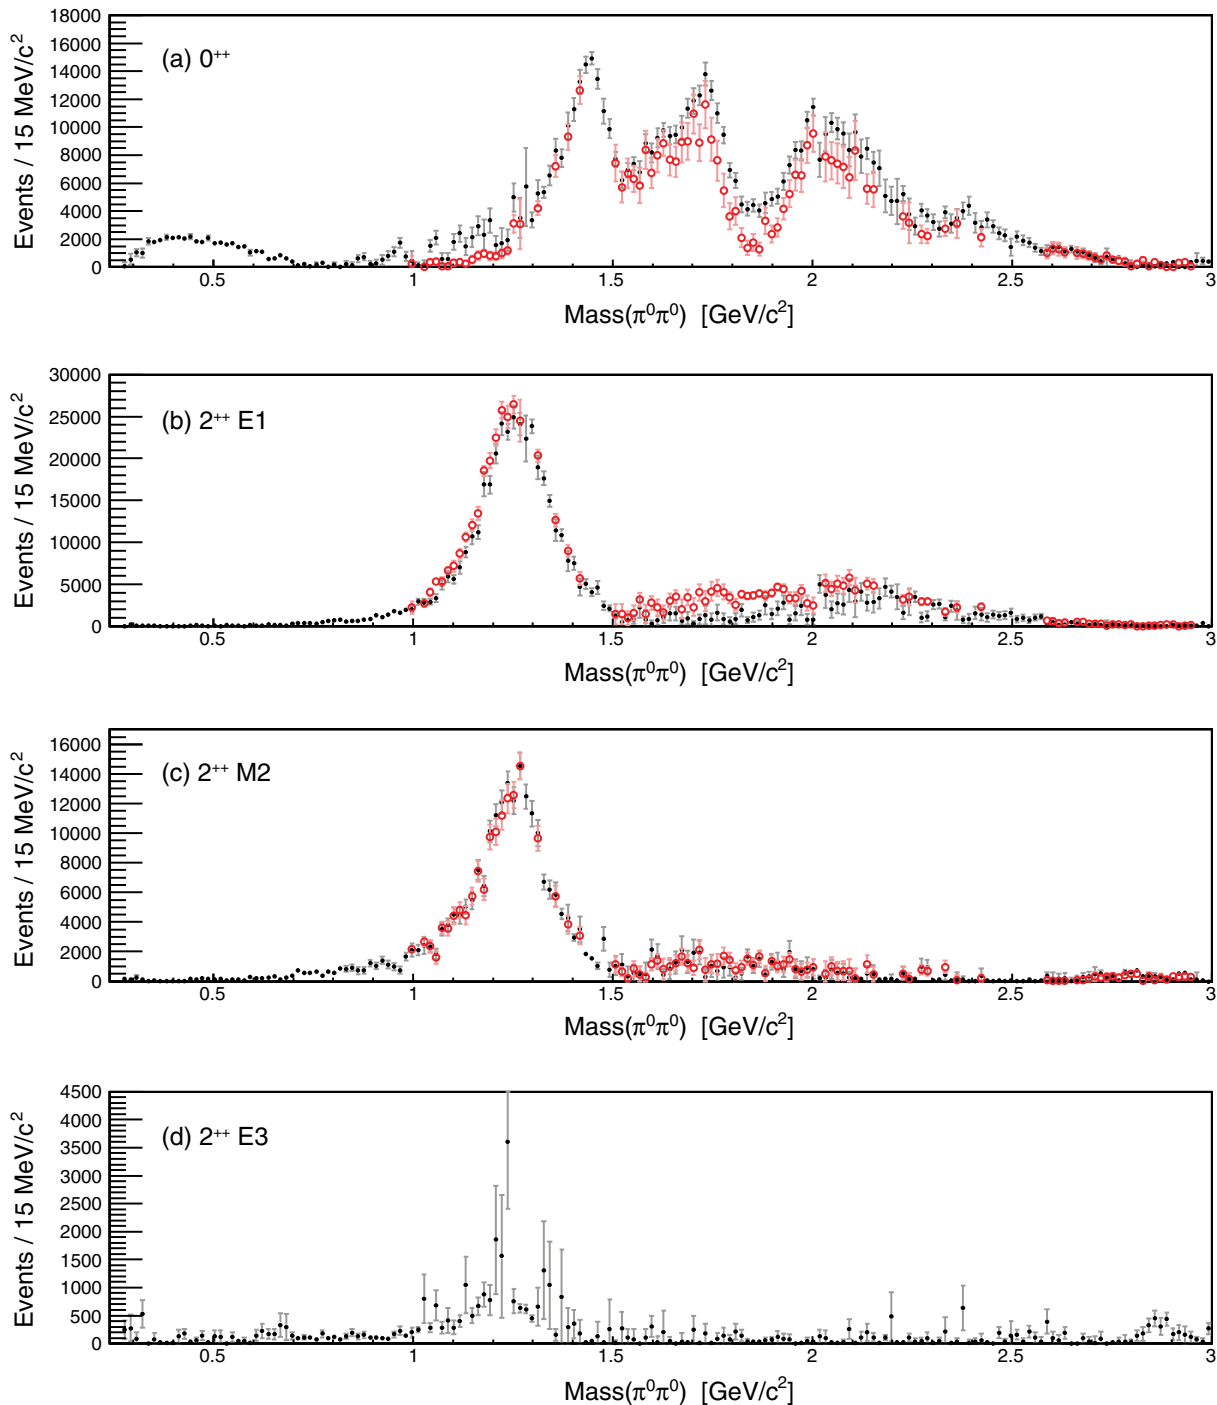 18000
16000
14000
12000
10000
8000
6000
4000
2000
0
Events / 15 MeV/c²
(a) 0⁺⁺
0.5 1 1.5 2 2.5 3
Mass(π⁰π⁰) [GeV/c²]
30000
25000
20000
15000
10000
5000
0
Events / 15 MeV/c²
(b) 2⁺⁺ E1
0.5 1 1.5 2 2.5 3
Mass(π⁰π⁰) [GeV/c²]
16000
14000
12000
10000
8000
6000
4000
2000
0
Events / 15 MeV/c²
(c) 2⁺⁺ M2
0.5 1 1.5 2 2.5 3
Mass(π⁰π⁰) [GeV/c²]
4500
4000
3500
3000
2500
2000
1500
1000
500
0
Events / 15 MeV/c²
(d) 2⁺⁺ E3
0.5 1 1.5 2 2.5 3
Mass(π⁰π⁰) [GeV/c²]